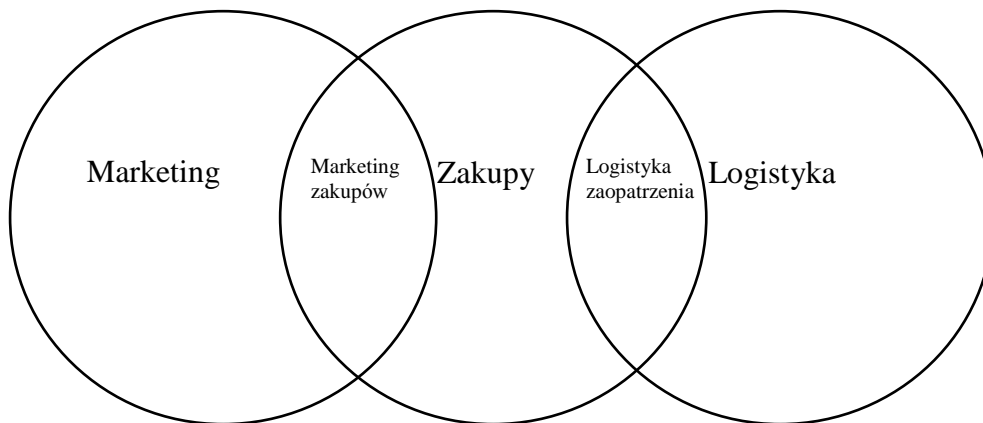 Marketing
Marketing
zakupów
Zakupy
Logistyka
zaopatrzenia
Logistyka